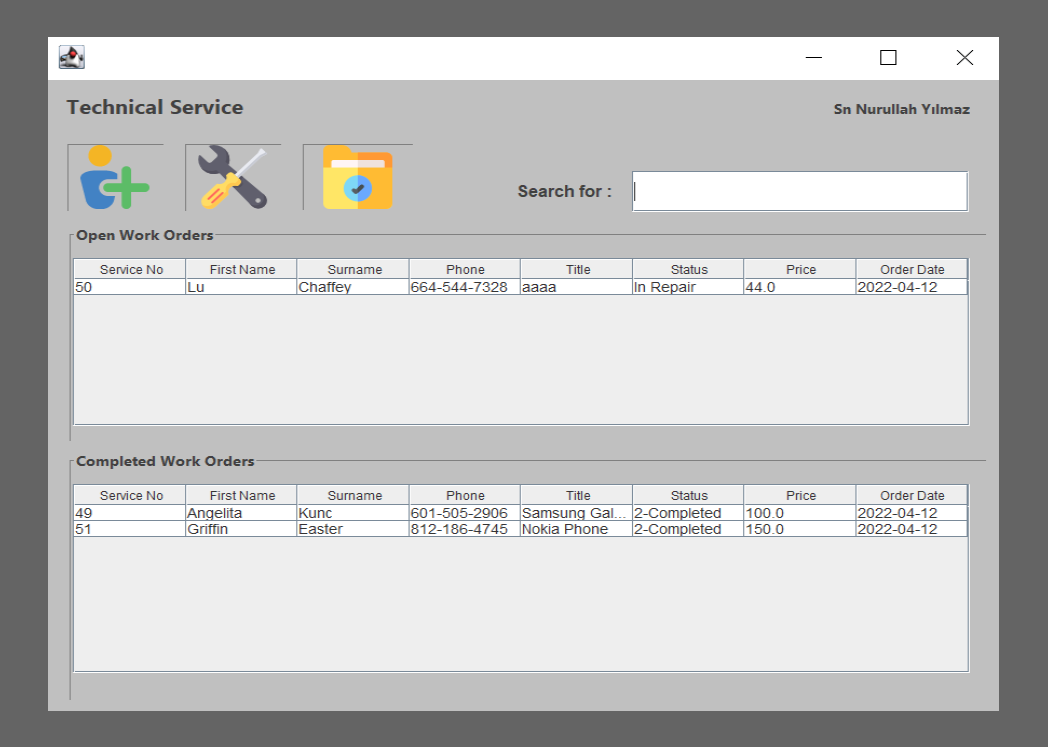 Technical Service
Sn Nurullah Yılmaz
Search for :
Open Work Orders
Service No First Name Surname Phone Title Status Price Order Date
50 Lu Chaffey 664-544-7328 aaaa In Repair 44.0 2022-04-12
Completed Work Orders
Service No First Name Surname Phone Title Status Price Order Date
49 Angelita Kunc 601-505-2906 Samsung Gal... 2-Completed 100.0 2022-04-12
51 Griffin Easter 812-186-4745 Nokia Phone 2-Completed 150.0 2022-04-12